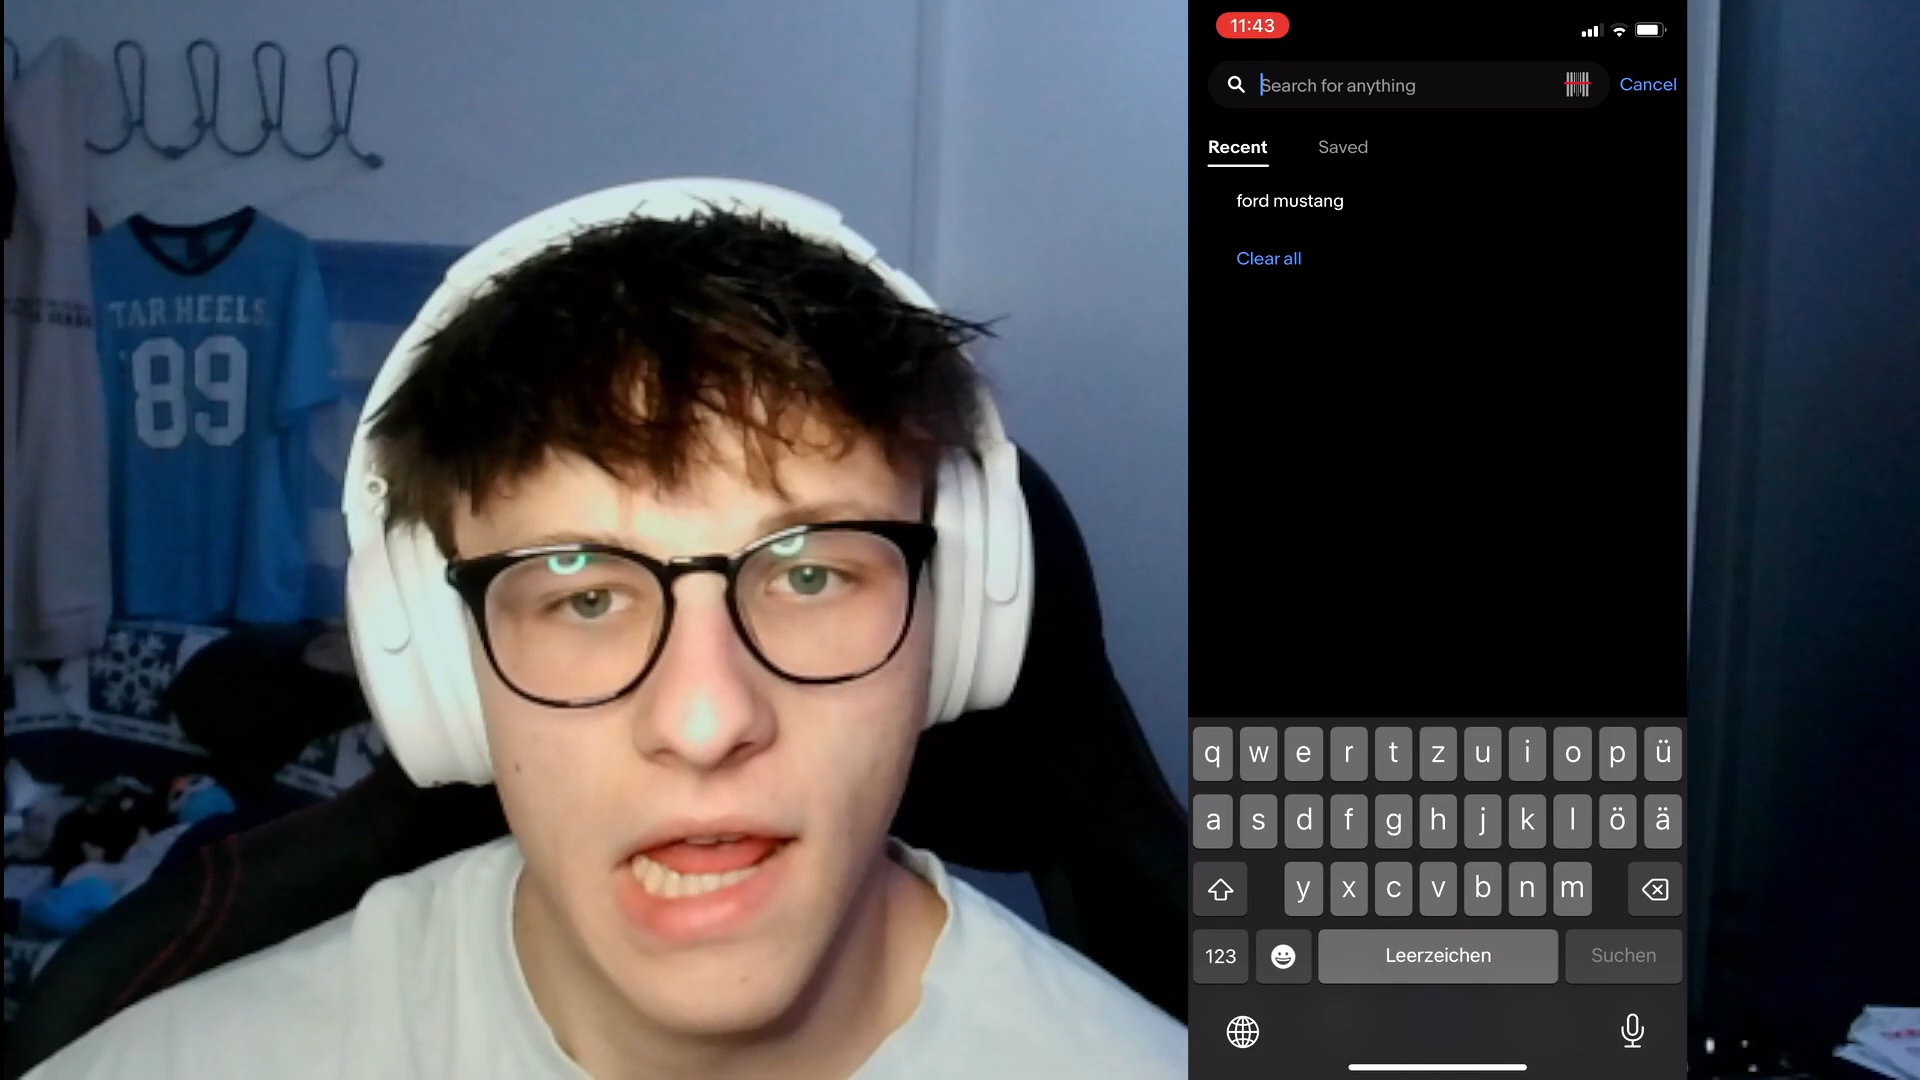 TAR HEELS
89
11:43
Search for anything
Cancel
Recent Saved
ford mustang
Clear all
q w e r t z u i o p ü
a s d f g h j k l ö ä
y x c v b n m
123 Leerzeichen Suchen